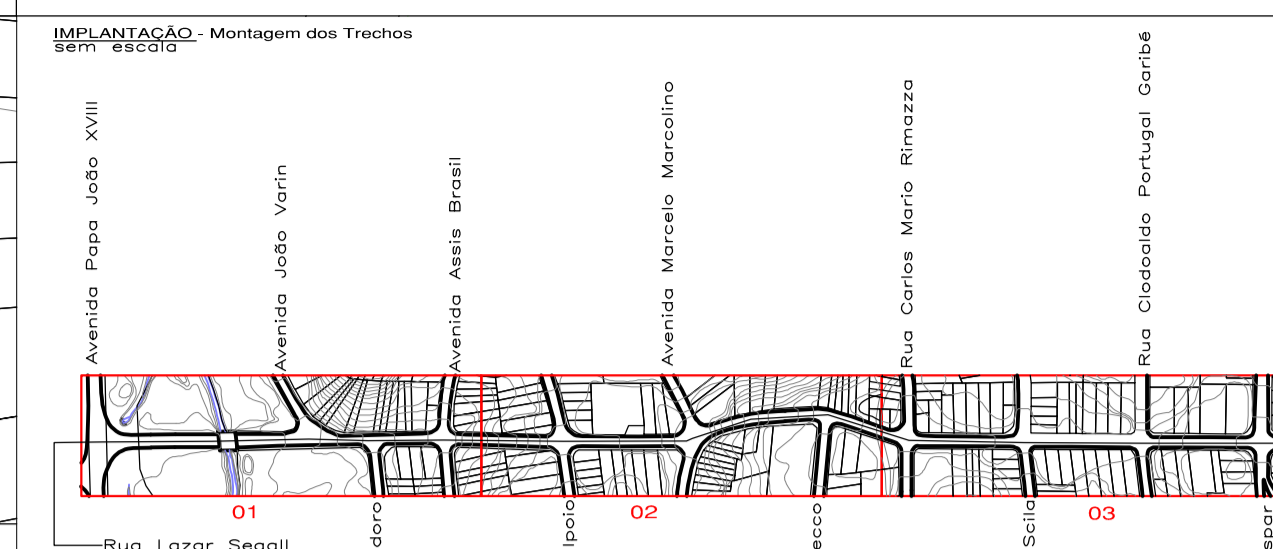 IMPLANTAÇÃO - Montagem dos Trechos
sem escala
Avenida Papa João XVIII
Avenida João Varin
Avenida Assis Brasil
Avenida Marcelo Marcolino
Rua Carlos Mario Rimazza
Rua Clodoaldo Portugal Garibé
01
02
03
doro
lpoio
ecco
Scila
spar
Rua Lazar Segall